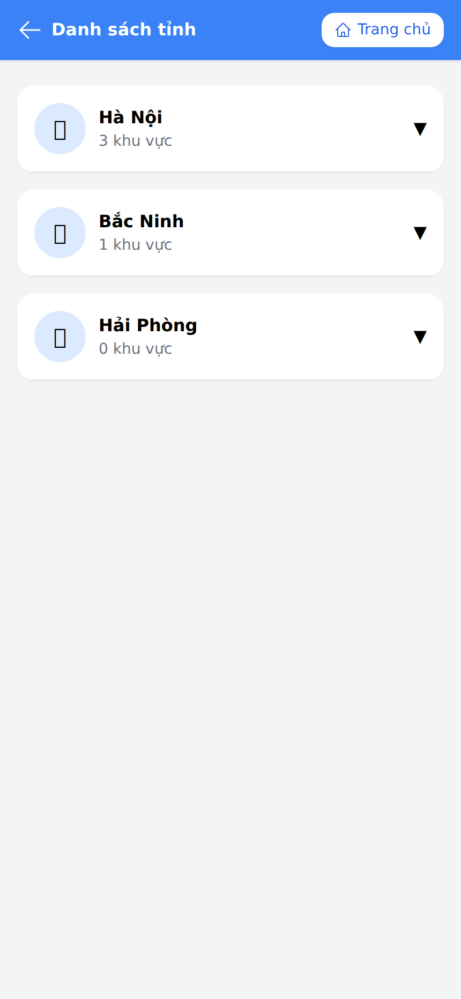 Danh sách tỉnh
Trang chủ
Hà Nội
3 khu vực
▼
Bắc Ninh
1 khu vực
▼
Hải Phòng
0 khu vực
▼